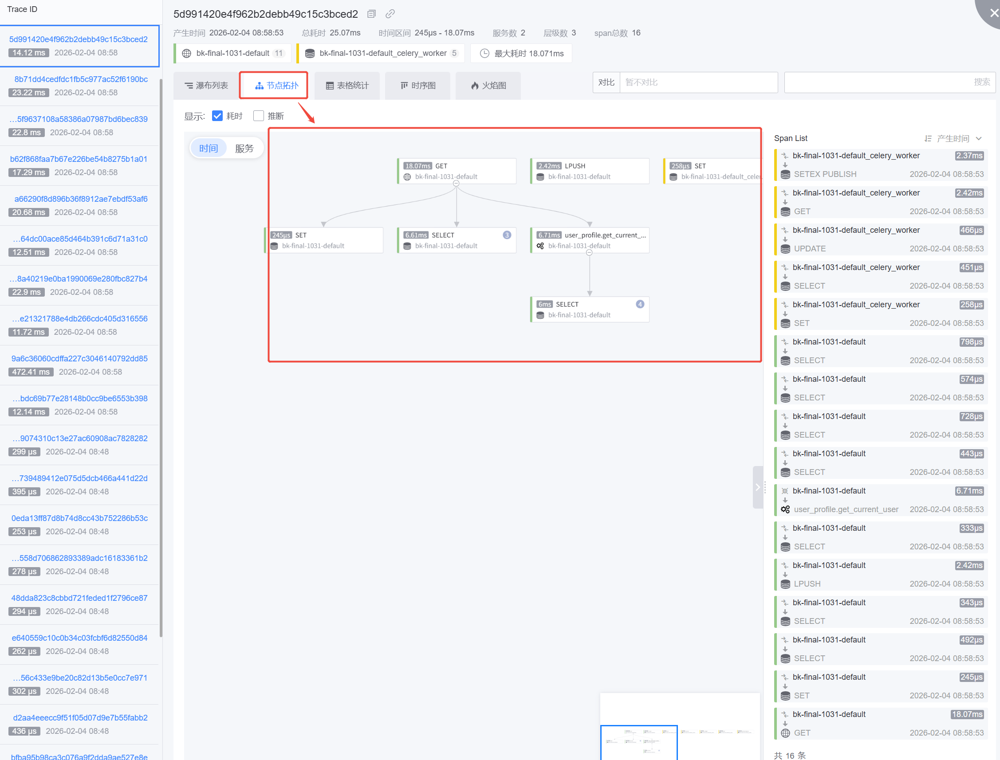 Trace ID
5d991420e4f962b2debb49c15c3bced2
14.12 ms 2026-02-04 08:58
8b71dd4cedfdc1fb5c977ac52f6190bc
23.22 ms 2026-02-04 08:58
...5f9637108a58386a07987bd6bec839
22.8 ms 2026-02-04 08:58
b62f868faa7b67e226be54b8275b1a01
17.29 ms 2026-02-04 08:58
a66290f8d896b36f8912ae7ebdf53af6
20.68 ms 2026-02-04 08:58
...64dc00ace85d464b391c6d71a31c0
12.51 ms 2026-02-04 08:58
...8a40219e0ba1990069e280fbc827b4
22.9 ms 2026-02-04 08:58
...e21321788e4db266cdc405d316556
11.72 ms 2026-02-04 08:58
9a6c36060cdffa227c3046140792dd85
472.41 ms 2026-02-04 08:58
...bdc69b77e28148b0cc9be6553b398
12.14 ms 2026-02-04 08:58
...9074310c13e27ac60908ac7828282
299 μs 2026-02-04 08:48
...739489412e075d5dcb466a441d22d
395 μs 2026-02-04 08:48
0eda13ff87d8b74d8cc43b752286b53c
253 μs 2026-02-04 08:48
...558d706862893389adc16183361b2
278 μs 2026-02-04 08:48
48dda823c8cbbd721feded1f2796ce87
294 μs 2026-02-04 08:48
e640559c10c0b34c03fcbf6d82550d84
262 μs 2026-02-04 08:48
...56c433e9be20c82d13b5e0cc7e971
302 μs 2026-02-04 08:48
d2aa4eeecc9f51f05d07d9e7b55fabb2
436 μs 2026-02-04 08:48
bfba95b98ca3c076a9f2dda9ae527e8e
5d991420e4f962b2debb49c15c3bced2
产生时间 2026-02-04 08:58:53 总耗时 25.07ms 时间区间 245μs - 18.07ms 服务数 2 层级数 3 span总数 16
bk-final-1031-default 11 bk-final-1031-default_celery_worker 5 最大耗时 18.071ms
瀑布列表 节点拓扑 表格统计 时序图 火焰图 对比 暂不对比 搜索
显示: 耗时 推断
时间 服务
18.07ms GET
bk-final-1031-default
2.42ms LPUSH
bk-final-1031-default
258μs SET
bk-final-1031-default_celer
245μs SET
bk-final-1031-default
6.61ms SELECT 3
bk-final-1031-default
6.71ms user_profile.get_current_...
bk-final-1031-default
6ms SELECT 4
bk-final-1031-default
Span List 产生时间
bk-final-1031-default_celery_worker 2.37ms
SETEX PUBLISH 2026-02-04 08:58:53
bk-final-1031-default_celery_worker 2.42ms
GET 2026-02-04 08:58:53
bk-final-1031-default_celery_worker 466μs
UPDATE 2026-02-04 08:58:53
bk-final-1031-default_celery_worker 451μs
SELECT 2026-02-04 08:58:53
bk-final-1031-default_celery_worker 258μs
SET 2026-02-04 08:58:53
bk-final-1031-default 798μs
SELECT 2026-02-04 08:58:53
bk-final-1031-default 574μs
SELECT 2026-02-04 08:58:53
bk-final-1031-default 728μs
SELECT 2026-02-04 08:58:53
bk-final-1031-default 443μs
SELECT 2026-02-04 08:58:53
bk-final-1031-default 6.71ms
user_profile.get_current_user 2026-02-04 08:58:53
bk-final-1031-default 333μs
SELECT 2026-02-04 08:58:53
bk-final-1031-default 2.42ms
LPUSH 2026-02-04 08:58:53
bk-final-1031-default 343μs
SELECT 2026-02-04 08:58:53
bk-final-1031-default 492μs
SELECT 2026-02-04 08:58:53
bk-final-1031-default 245μs
SET 2026-02-04 08:58:53
bk-final-1031-default 18.07ms
GET 2026-02-04 08:58:53
共 16 条